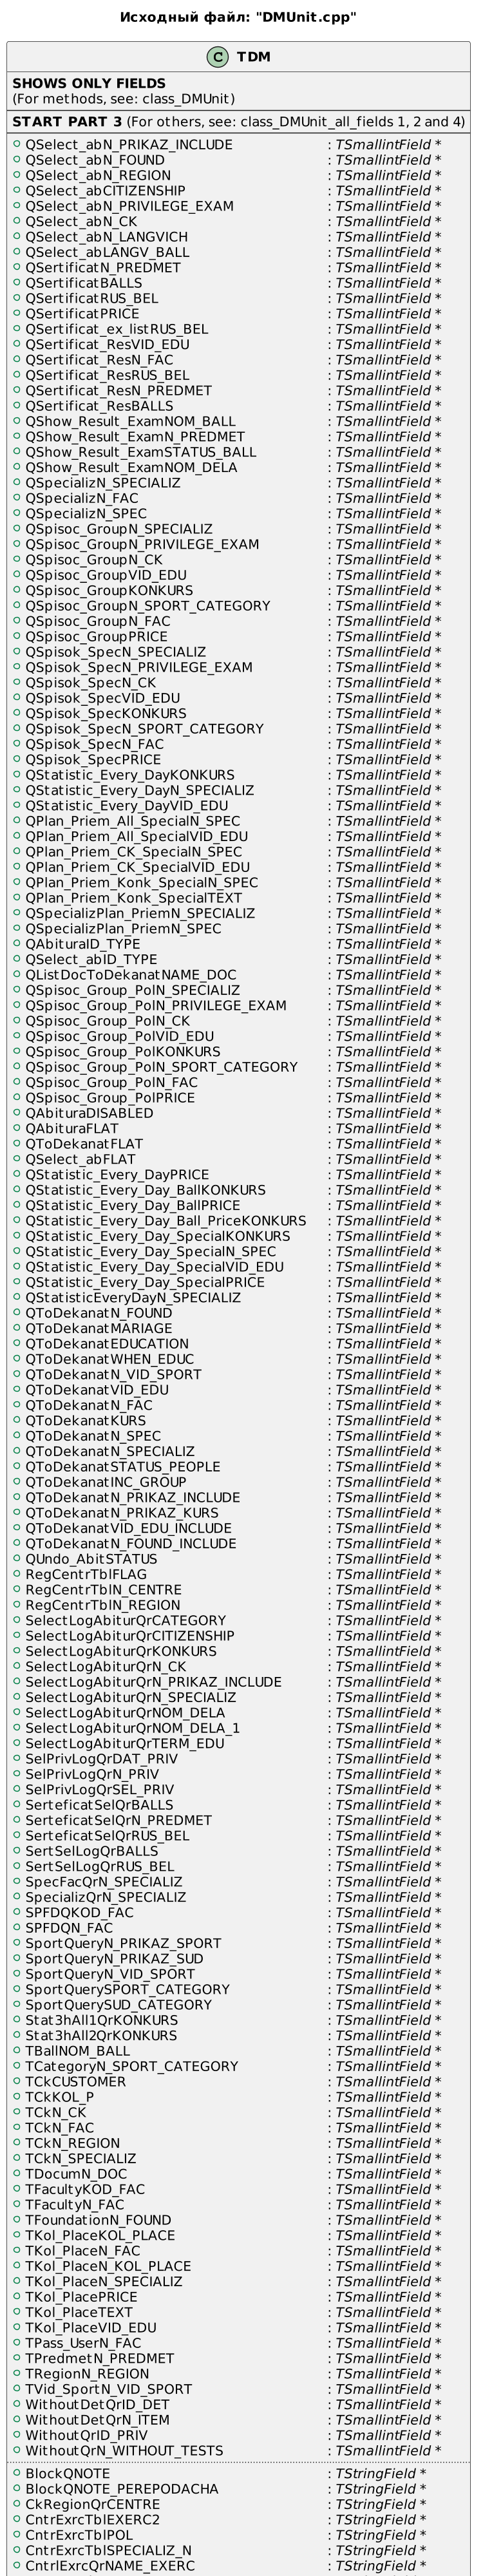 Исходный файл: "DMUnit.cpp"
C TDM
SHOWS ONLY FIELDS
(For methods, see: class_DMUnit)
START PART 3 (For others, see: class_DMUnit_all_fields 1, 2 and 4)
QSelect_abN_PRIKAZ_INCLUDE : TSmallintField *
QSelect_abN_FOUND : TSmallintField *
QSelect_abN_REGION : TSmallintField *
QSelect_abCITIZENSHIP : TSmallintField *
QSelect_abN_PRIVILEGE_EXAM : TSmallintField *
QSelect_abN_CK : TSmallintField *
QSelect_abN_LANGVICH : TSmallintField *
QSelect_abLANGV_BALL : TSmallintField *
QSertificatN_PREDMET : TSmallintField *
QSertificatBALLS : TSmallintField *
QSertificatRUS_BEL : TSmallintField *
QSertificatPRICE : TSmallintField *
QSertificat_ex_listRUS_BEL : TSmallintField *
QSertificat_ResVID_EDU : TSmallintField *
QSertificat_ResN_FAC : TSmallintField *
QSertificat_ResRUS_BEL : TSmallintField *
QSertificat_ResN_PREDMET : TSmallintField *
QSertificat_ResBALLS : TSmallintField *
QShow_Result_ExamNOM_BALL : TSmallintField *
QShow_Result_ExamN_PREDMET : TSmallintField *
QShow_Result_ExamSTATUS_BALL : TSmallintField *
QShow_Result_ExamNOM_DELA : TSmallintField *
QSpecializN_SPECIALIZ : TSmallintField *
QSpecializN_FAC : TSmallintField *
QSpecializN_SPEC : TSmallintField *
QSpisoc_GroupN_SPECIALIZ : TSmallintField *
QSpisoc_GroupN_PRIVILEGE_EXAM : TSmallintField *
QSpisoc_GroupN_CK : TSmallintField *
QSpisoc_GroupVID_EDU : TSmallintField *
QSpisoc_GroupKONKURS : TSmallintField *
QSpisoc_GroupN_SPORT_CATEGORY : TSmallintField *
QSpisoc_GroupN_FAC : TSmallintField *
QSpisoc_GroupPRICE : TSmallintField *
QSpisok_SpecN_SPECIALIZ : TSmallintField *
QSpisok_SpecN_PRIVILEGE_EXAM : TSmallintField *
QSpisok_SpecN_CK : TSmallintField *
QSpisok_SpecVID_EDU : TSmallintField *
QSpisok_SpecKONKURS : TSmallintField *
QSpisok_SpecN_SPORT_CATEGORY : TSmallintField *
QSpisok_SpecN_FAC : TSmallintField *
QSpisok_SpecPRICE : TSmallintField *
QStatistic_Every_DayKONKURS : TSmallintField *
QStatistic_Every_DayN_SPECIALIZ : TSmallintField *
QStatistic_Every_DayVID_EDU : TSmallintField *
QPlan_Priem_All_SpecialN_SPEC : TSmallintField *
QPlan_Priem_All_SpecialVID_EDU : TSmallintField *
QPlan_Priem_CK_SpecialN_SPEC : TSmallintField *
QPlan_Priem_CK_SpecialVID_EDU : TSmallintField *
QPlan_Priem_Konk_SpecialN_SPEC : TSmallintField *
QPlan_Priem_Konk_SpecialTEXT : TSmallintField *
QSpecializPlan_PriemN_SPECIALIZ : TSmallintField *
QSpecializPlan_PriemN_SPEC : TSmallintField *
QAbituraID_TYPE : TSmallintField *
QSelect_abID_TYPE : TSmallintField *
QListDocToDekanatNAME_DOC : TSmallintField *
QSpisoc_Group_PolN_SPECIALIZ : TSmallintField *
QSpisoc_Group_PolN_PRIVILEGE_EXAM : TSmallintField *
QSpisoc_Group_PolN_CK : TSmallintField *
QSpisoc_Group_PolVID_EDU : TSmallintField *
QSpisoc_Group_PolKONKURS : TSmallintField *
QSpisoc_Group_PolN_SPORT_CATEGORY : TSmallintField *
QSpisoc_Group_PolN_FAC : TSmallintField *
QSpisoc_Group_PolPRICE : TSmallintField *
QAbituraDISABLED : TSmallintField *
QAbituraFLAT : TSmallintField *
QToDekanatFLAT : TSmallintField *
QSelect_abFLAT : TSmallintField *
QStatistic_Every_DayPRICE : TSmallintField *
QStatistic_Every_Day_BallKONKURS : TSmallintField *
QStatistic_Every_Day_BallPRICE : TSmallintField *
QStatistic_Every_Day_Ball_PriceKONKURS : TSmallintField *
QStatistic_Every_Day_SpecialKONKURS : TSmallintField *
QStatistic_Every_Day_SpecialN_SPEC : TSmallintField *
QStatistic_Every_Day_SpecialVID_EDU : TSmallintField *
QStatistic_Every_Day_SpecialPRICE : TSmallintField *
QStatisticEveryDayN_SPECIALIZ : TSmallintField *
QToDekanatN_FOUND : TSmallintField *
QToDekanatMARIAGE : TSmallintField *
QToDekanatEDUCATION : TSmallintField *
QToDekanatWHEN_EDUC : TSmallintField *
QToDekanatN_VID_SPORT : TSmallintField *
QToDekanatVID_EDU : TSmallintField *
QToDekanatN_FAC : TSmallintField *
QToDekanatKURS : TSmallintField *
QToDekanatN_SPEC : TSmallintField *
QToDekanatN_SPECIALIZ : TSmallintField *
QToDekanatSTATUS_PEOPLE : TSmallintField *
QToDekanatINC_GROUP : TSmallintField *
QToDekanatN_PRIKAZ_INCLUDE : TSmallintField *
QToDekanatN_PRIKAZ_KURS : TSmallintField *
QToDekanatVID_EDU_INCLUDE : TSmallintField *
QToDekanatN_FOUND_INCLUDE : TSmallintField *
QUndo_AbitSTATUS : TSmallintField *
RegCentrTblFLAG : TSmallintField *
RegCentrTblN_CENTRE : TSmallintField *
RegCentrTblN_REGION : TSmallintField *
SelectLogAbiturQrCATEGORY : TSmallintField *
SelectLogAbiturQrCITIZENSHIP : TSmallintField *
SelectLogAbiturQrKONKURS : TSmallintField *
SelectLogAbiturQrN_CK : TSmallintField *
SelectLogAbiturQrN_PRIKAZ_INCLUDE : TSmallintField *
SelectLogAbiturQrN_SPECIALIZ : TSmallintField *
SelectLogAbiturQrNOM_DELA : TSmallintField *
SelectLogAbiturQrNOM_DELA_1 : TSmallintField *
SelectLogAbiturQrTERM_EDU : TSmallintField *
SelPrivLogQrDAT_PRIV : TSmallintField *
SelPrivLogQrN_PRIV : TSmallintField *
SelPrivLogQrSEL_PRIV : TSmallintField *
SerteficatSelQrBALLS : TSmallintField *
SerteficatSelQrN_PREDMET : TSmallintField *
SerteficatSelQrRUS_BEL : TSmallintField *
SertSelLogQrBALLS : TSmallintField *
SertSelLogQrRUS_BEL : TSmallintField *
SpecFacQrN_SPECIALIZ : TSmallintField *
SpecializQrN_SPECIALIZ : TSmallintField *
SPFDQKOD_FAC : TSmallintField *
SPFDQN_FAC : TSmallintField *
SportQueryN_PRIKAZ_SPORT : TSmallintField *
SportQueryN_PRIKAZ_SUD : TSmallintField *
SportQueryN_VID_SPORT : TSmallintField *
SportQuerySPORT_CATEGORY : TSmallintField *
SportQuerySUD_CATEGORY : TSmallintField *
Stat3hAll1QrKONKURS : TSmallintField *
Stat3hAll2QrKONKURS : TSmallintField *
TBallNOM_BALL : TSmallintField *
TCategoryN_SPORT_CATEGORY : TSmallintField *
TCkCUSTOMER : TSmallintField *
TCkKOL_P : TSmallintField *
TCkN_CK : TSmallintField *
TCkN_FAC : TSmallintField *
TCkN_REGION : TSmallintField *
TCkN_SPECIALIZ : TSmallintField *
TDocumN_DOC : TSmallintField *
TFacultyKOD_FAC : TSmallintField *
TFacultyN_FAC : TSmallintField *
TFoundationN_FOUND : TSmallintField *
TKol_PlaceKOL_PLACE : TSmallintField *
TKol_PlaceN_FAC : TSmallintField *
TKol_PlaceN_KOL_PLACE : TSmallintField *
TKol_PlaceN_SPECIALIZ : TSmallintField *
TKol_PlacePRICE : TSmallintField *
TKol_PlaceTEXT : TSmallintField *
TKol_PlaceVID_EDU : TSmallintField *
TPass_UserN_FAC : TSmallintField *
TPredmetN_PREDMET : TSmallintField *
TRegionN_REGION : TSmallintField *
TVid_SportN_VID_SPORT : TSmallintField *
WithoutDetQrID_DET : TSmallintField *
WithoutDetQrN_ITEM : TSmallintField *
WithoutQrID_PRIV : TSmallintField *
WithoutQrN_WITHOUT_TESTS : TSmallintField *
BlockQNOTE : TStringField *
BlockQNOTE_PEREPODACHA : TStringField *
CkRegionQrCENTRE : TStringField *
CntrExrcTblEXERC2 : TStringField *
CntrExrcTblPOL : TStringField *
CntrExrcTblSPECIALIZ_N : TStringField *
CntrlExrcQrNAME_EXERC : TStringField *